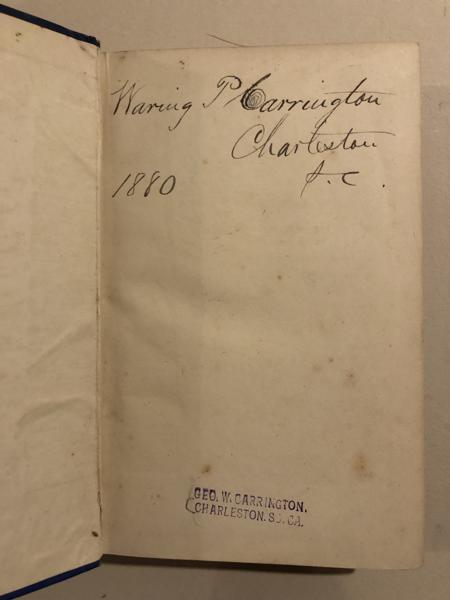 Waring P Carrington
Charleston
S. C.
1880
GEO. W. CARRINGTON,
CHARLESTON. SO. CA.